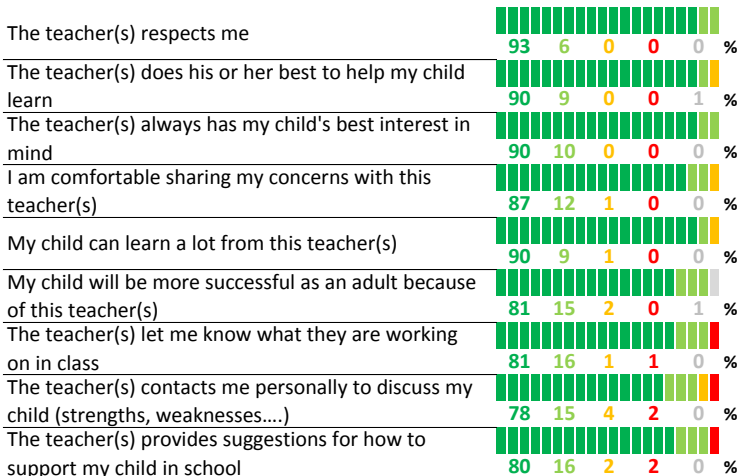 The teacher(s) respects me
93 6 0 0 0 %
The teacher(s) does his or her best to help my child
learn
90 9 0 0 1 %
The teacher(s) always has my child's best interest in
mind
90 10 0 0 0 %
I am comfortable sharing my concerns with this
teacher(s)
87 12 1 0 0 %
My child can learn a lot from this teacher(s)
90 9 1 0 0 %
My child will be more successful as an adult because
of this teacher(s)
81 15 2 0 1 %
The teacher(s) let me know what they are working
on in class
81 16 1 1 0 %
The teacher(s) contacts me personally to discuss my
child (strengths, weaknesses....)
78 15 4 2 0 %
The teacher(s) provides suggestions for how to
support my child in school
80 16 2 2 0 %